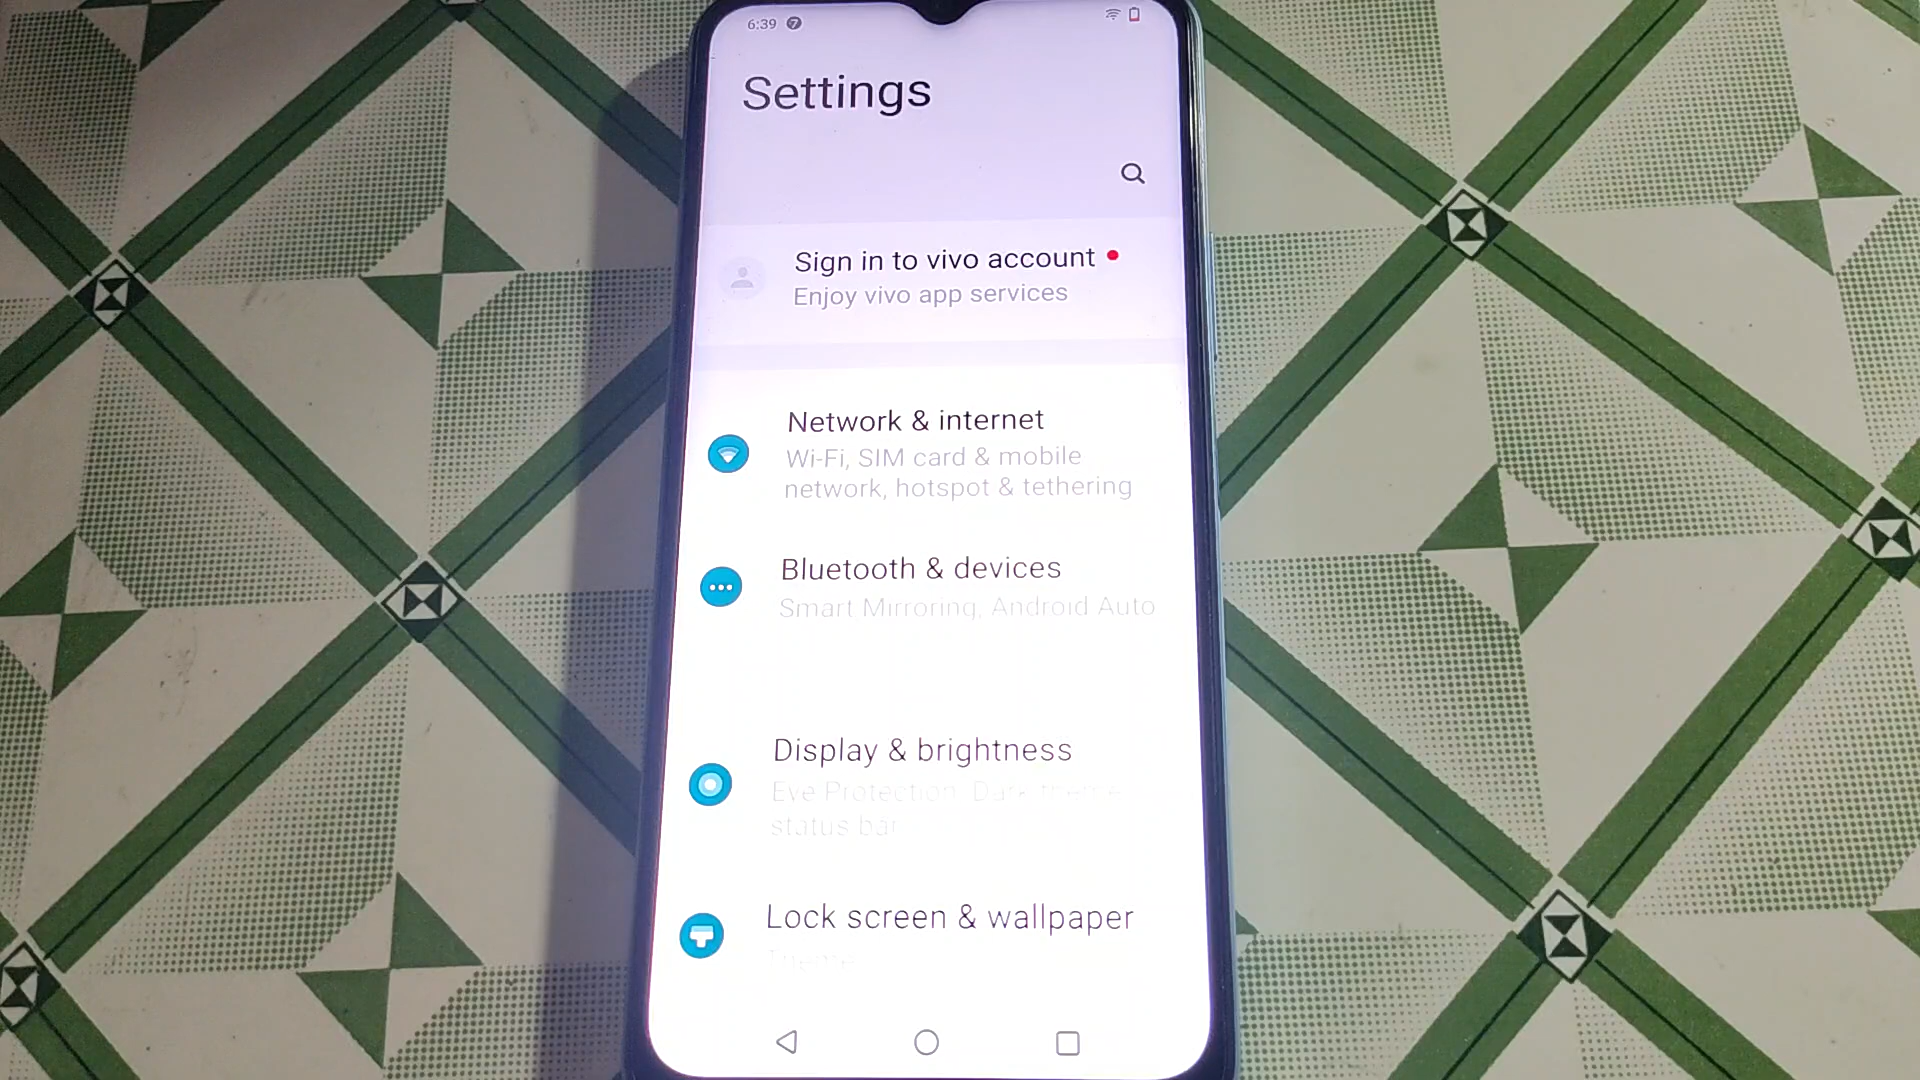 6:39
Settings
Sign in to vivo account
Enjoy vivo app services
Network & internet
Wi-Fi, SIM card & mobile
network, hotspot & tethering
Bluetooth & devices
Smart Mirroring, Android Auto
Display & brightness
Eye Protection, Dark theme,
status bar
Lock screen & wallpaper
Theme